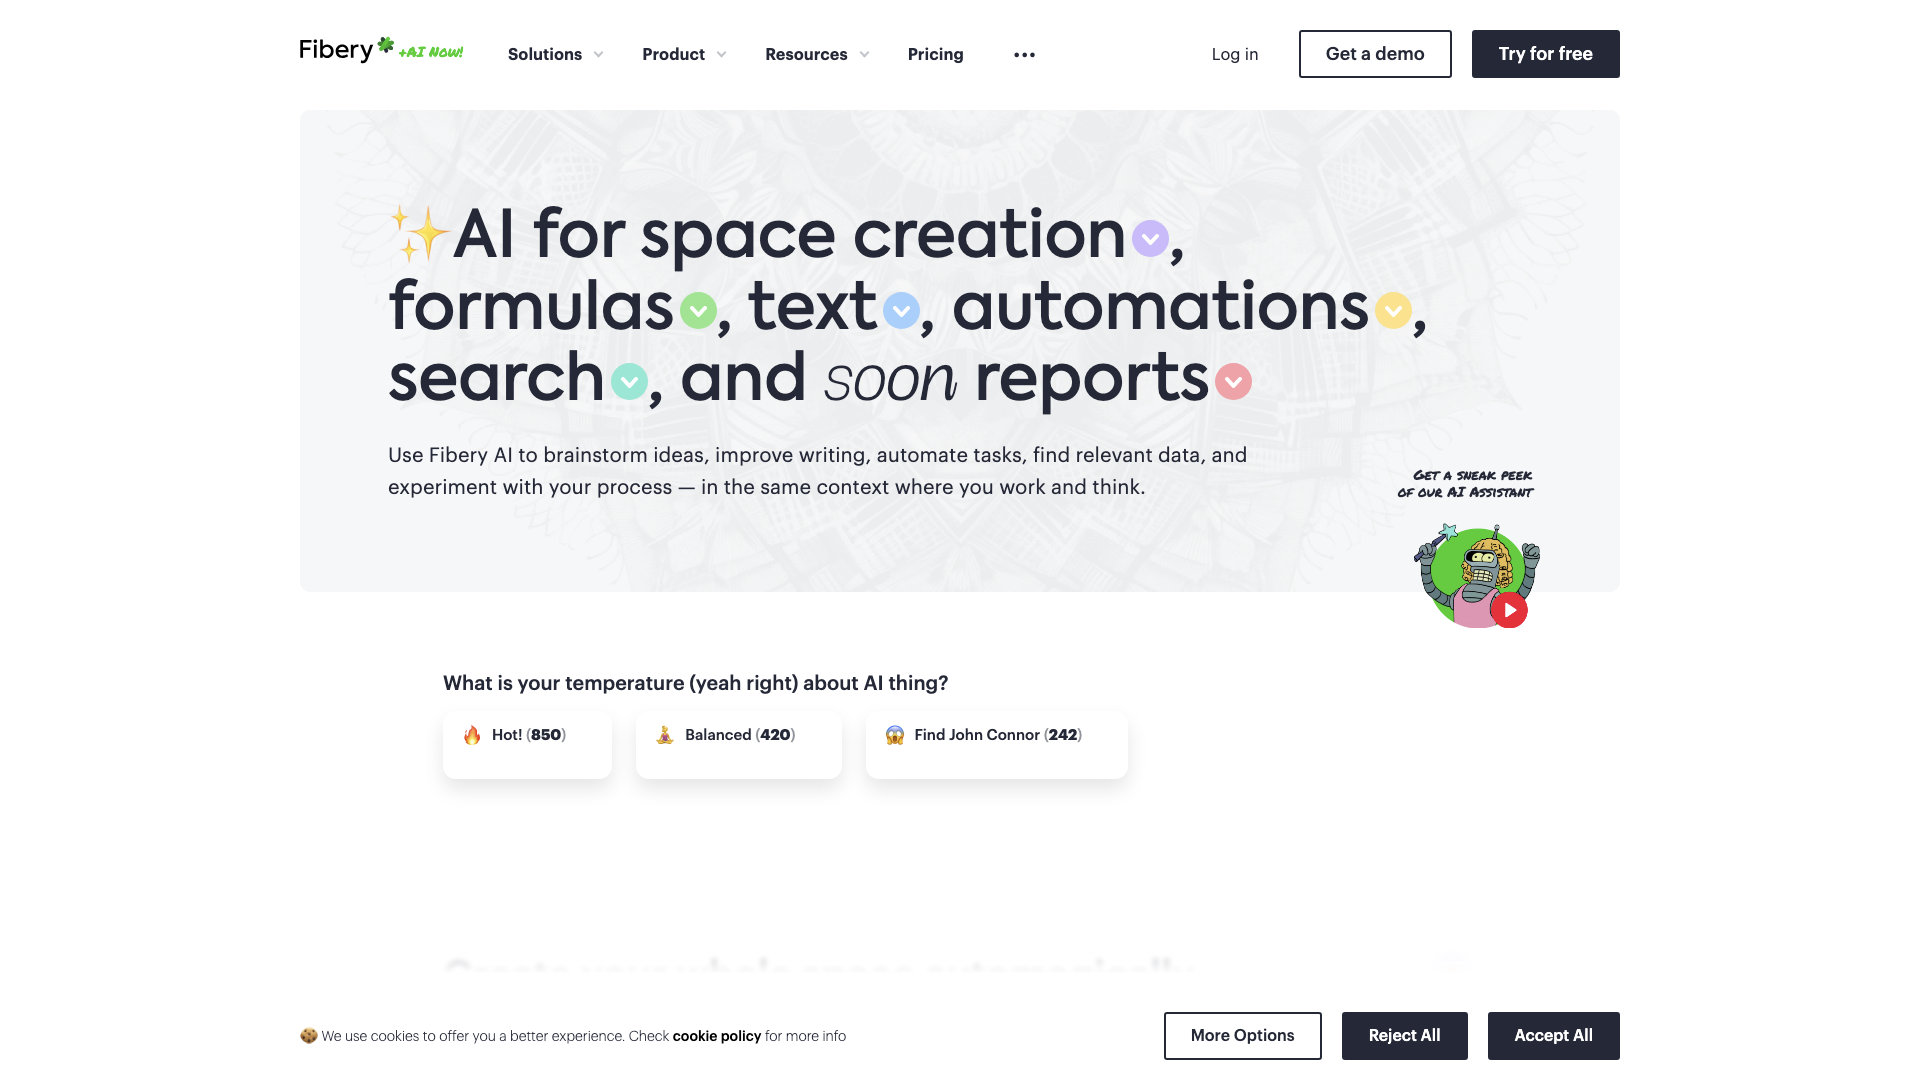 Fibery +AI Now!
Solutions
Product
Resources
Pricing
Log in
Get a demo
Try for free
AI for space creation,
formulas, text, automations,
search, and soon reports
Use Fibery AI to brainstorm ideas, improve writing, automate tasks, find relevant data, and
experiment with your process — in the same context where you work and think.
Get a sneak peek
of our AI Assistant
What is your temperature (yeah right) about AI thing?
Hot! (850)
Balanced (420)
Find John Connor (242)
We use cookies to offer you a better experience. Check cookie policy for more info
More Options
Reject All
Accept All